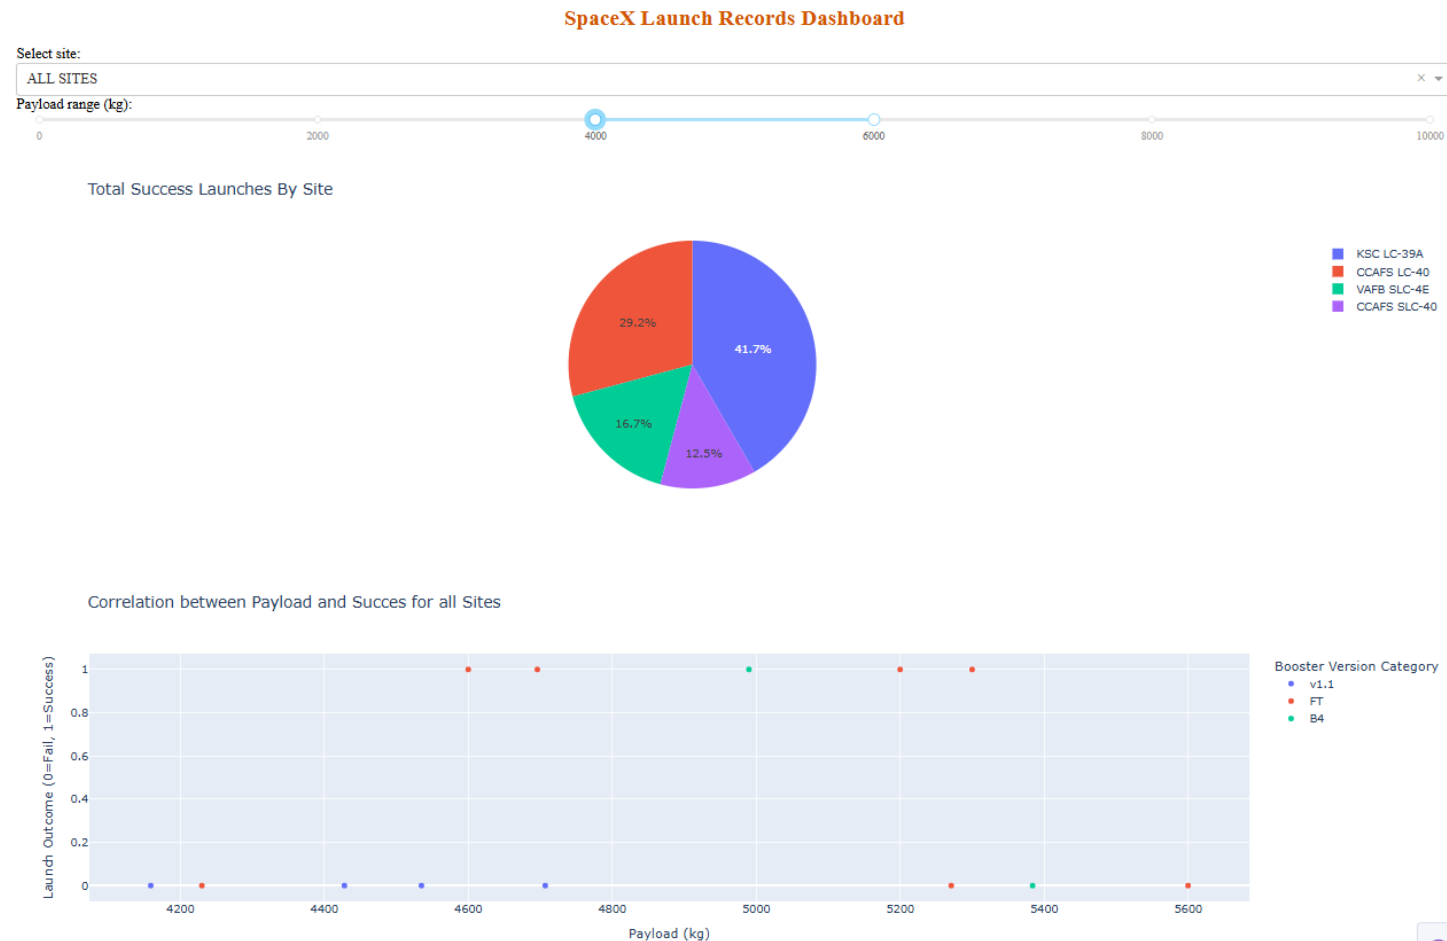 SpaceX Launch Records Dashboard
Select site:
ALL SITES
×
Payload range (kg):
0 2000 4000 6000 8000 10000
Total Success Launches By Site
KSC LC-39A
CCAFS LC-40
VAFB SLC-4E
CCAFS SLC-40
29.2%
41.7%
16.7%
12.5%
Correlation between Payload and Succes for all Sites
Launch Outcome (0=Fail, 1=Success)
1
0.8
0.6
0.4
0.2
0
4200 4400 4600 4800 5000 5200 5400 5600
Payload (kg)
Booster Version Category
v1.1
FT
B4